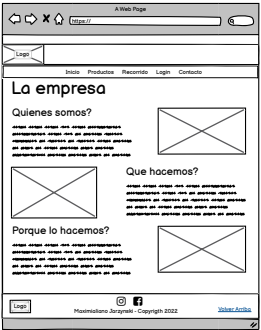 A Web Page
https://
Logo
Inicio Productos Recorrido Login Contacto
La empresa
Quienes somos?
Que hacemos?
Porque lo hacemos?
Logo
Maximiliano Jarzynski - Copyrigth 2022
Volver Arriba